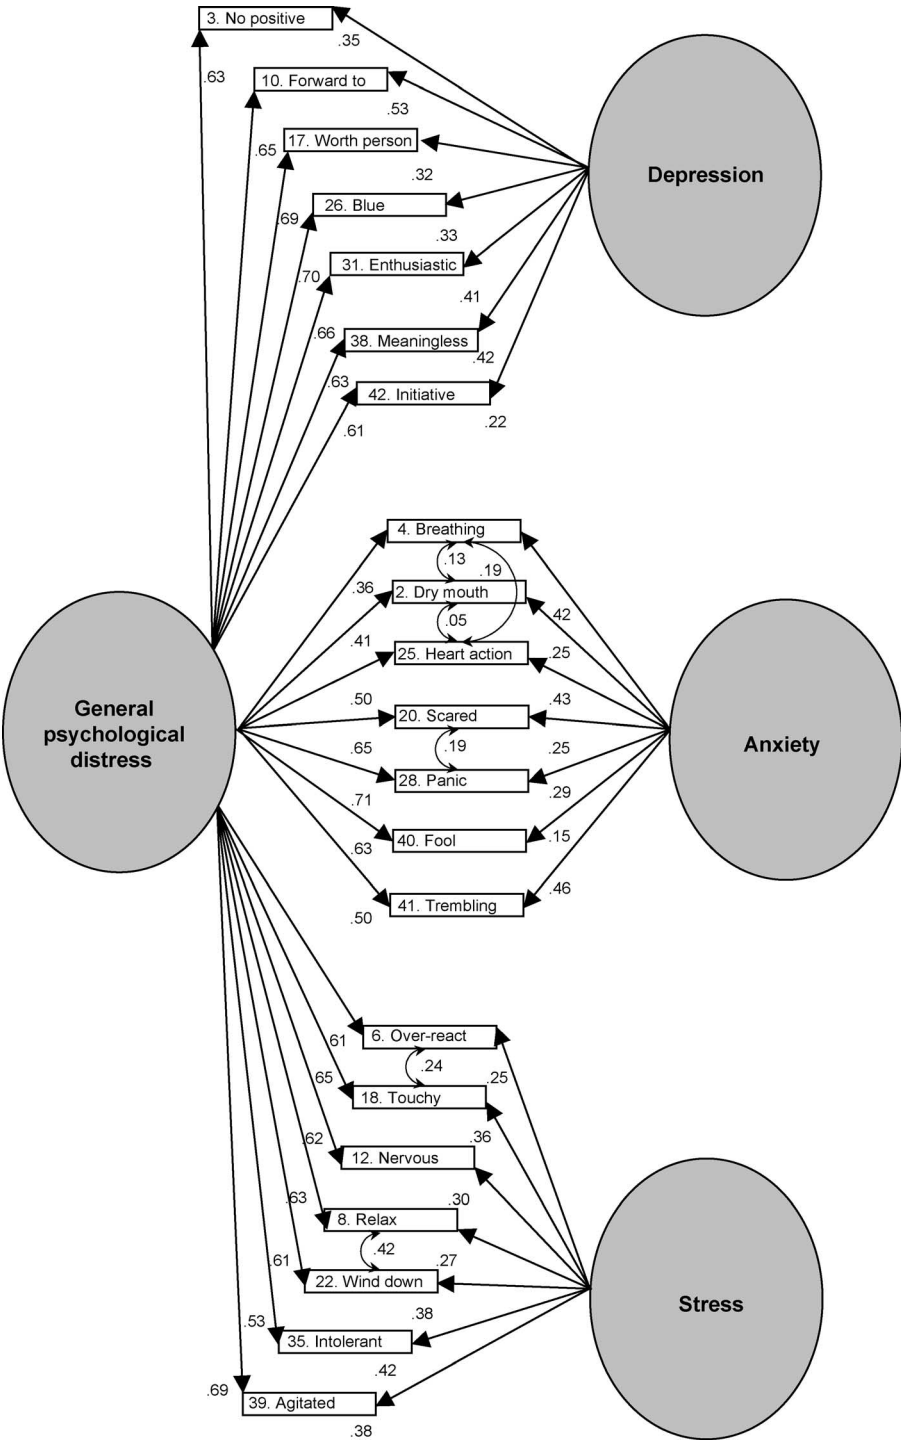 3. No positive
.35
.63
10. Forward to
.53
17. Worth person
.65
.32
Depression
26. Blue
.69
.33
31. Enthusiastic
.70
.41
.66
38. Meaningless
.42
.63
42. Initiative
.22
.61
4. Breathing
.13
.19
.36
2. Dry mouth
.42
.05
.41
25. Heart action
.25
.50
20. Scared
.43
General
psychological
distress
.65
.19
.25
Anxiety
28. Panic
.71
.29
40. Fool
.15
.63
.46
41. Trembling
.50
6. Over-react
.61
.24
.25
.65
18. Touchy
.36
.62
12. Nervous
.63
.30
8. Relax
.42
.27
.61
22. Wind down
Stress
.38
.53
35. Intolerant
.42
.69
39. Agitated
.38